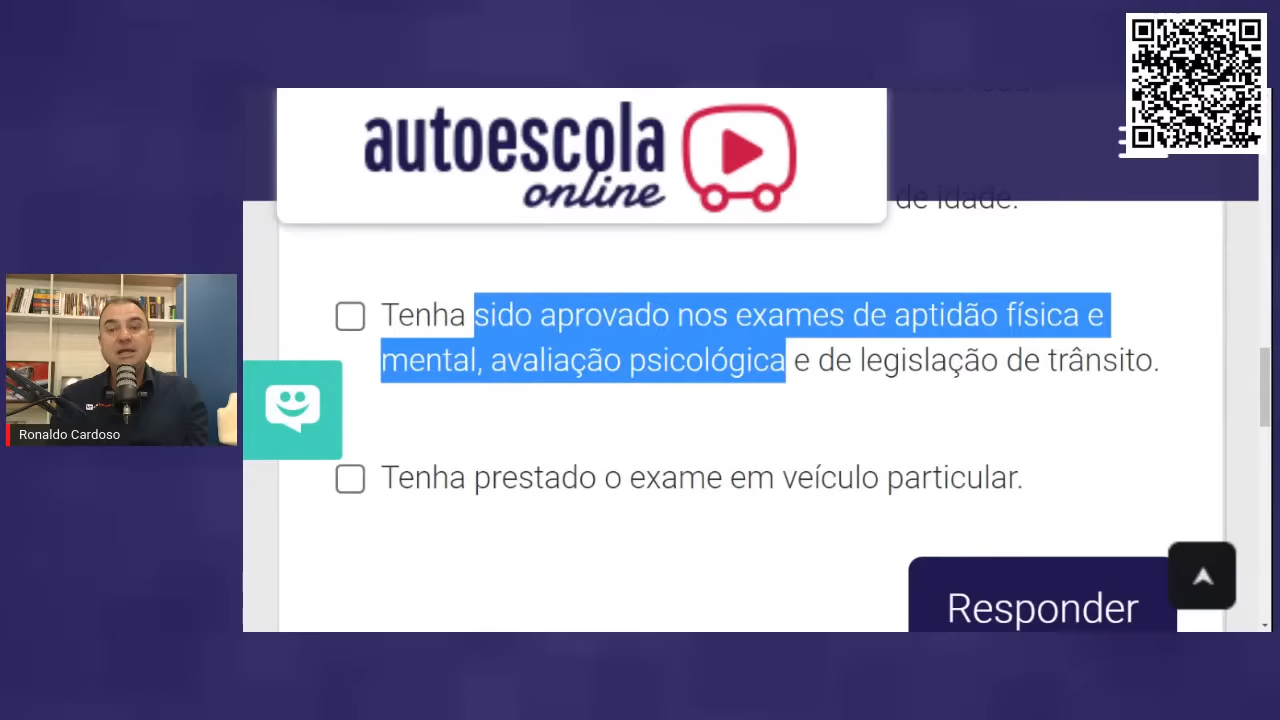 autoescola
online
de idade.
Tenha sido aprovado nos exames de aptidão física e
mental, avaliação psicológica e de legislação de trânsito.
Ronaldo Cardoso
Tenha prestado o exame em veículo particular.
Responder